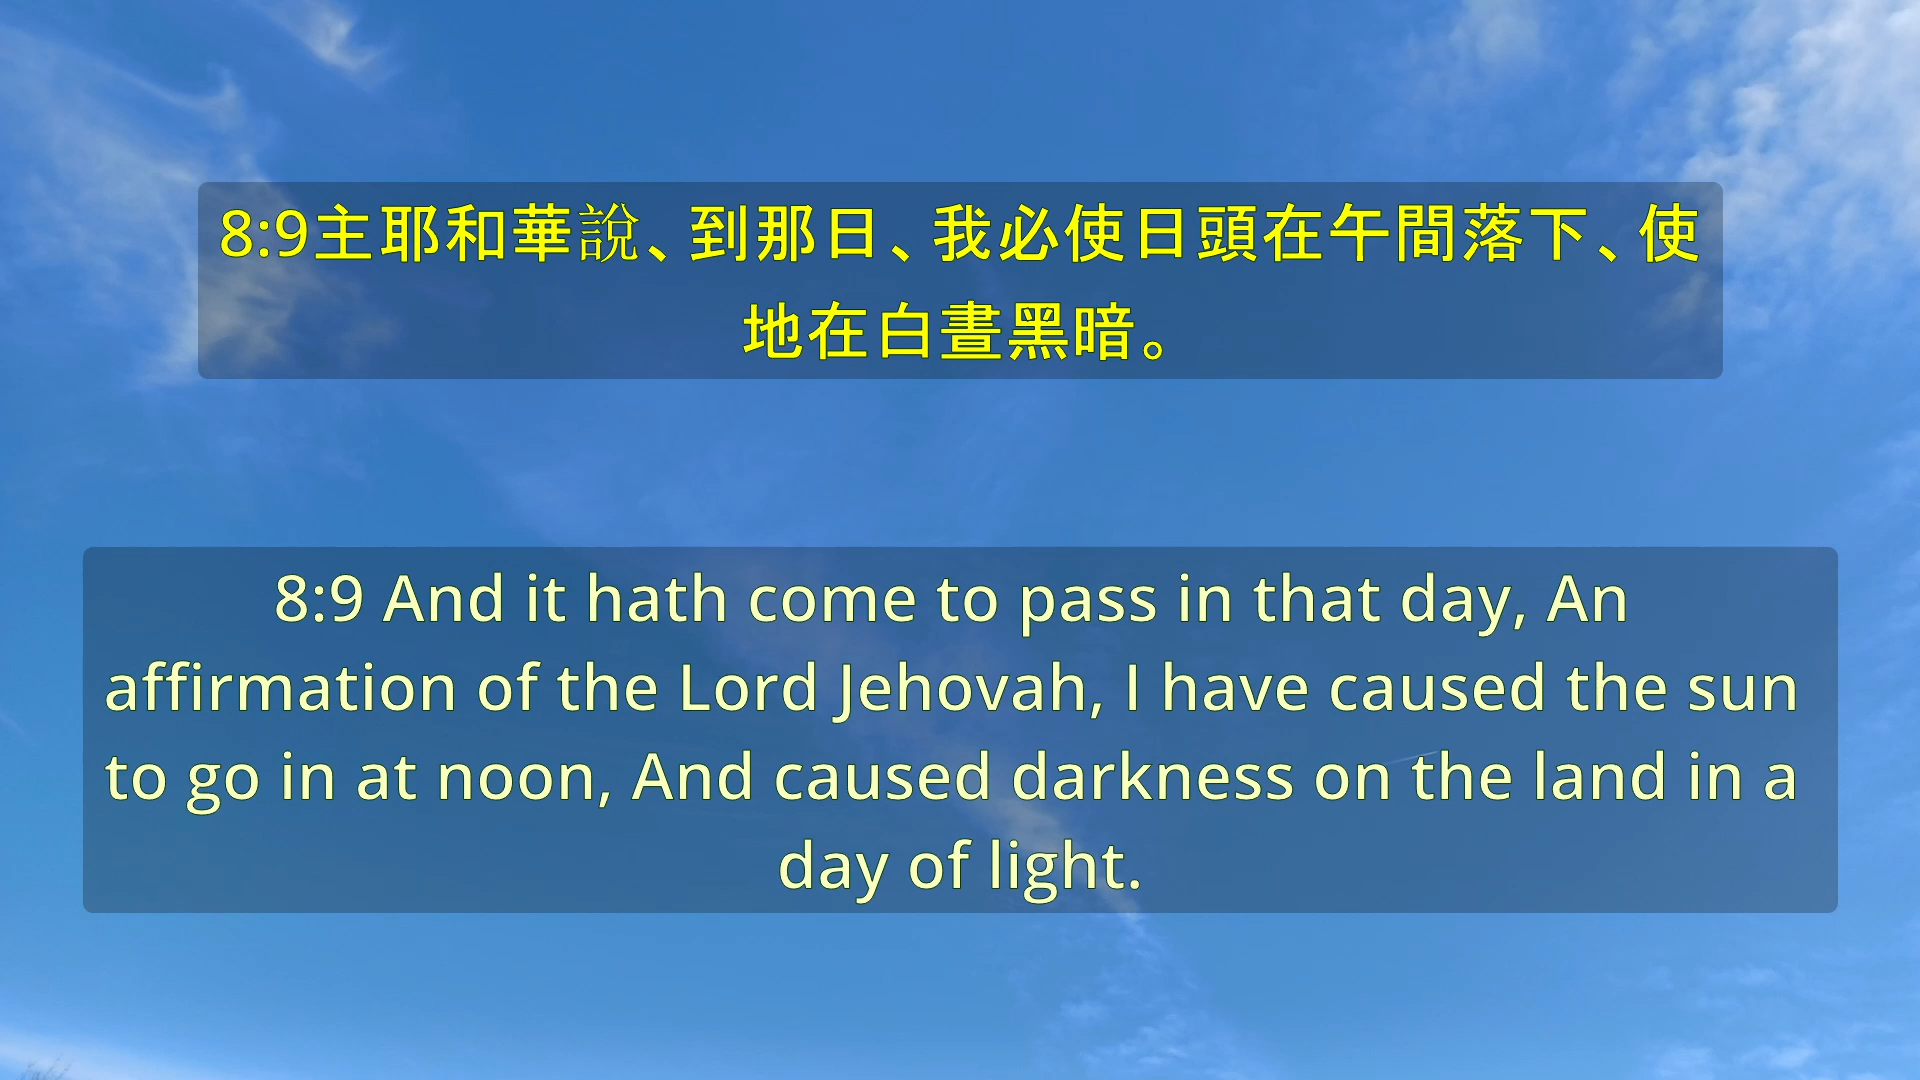 8:9主耶和華說、到那日、我必使日頭在午間落下、使
地在白晝黑暗。
8:9 And it hath come to pass in that day, An
affirmation of the Lord Jehovah, I have caused the sun
to go in at noon, And caused darkness on the land in a
day of light.